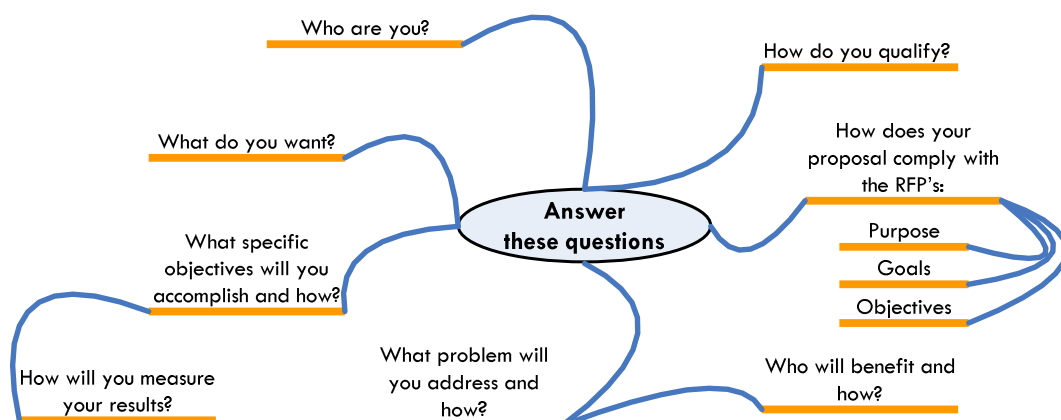 Who are you?
How do you qualify?
What do you want?
How does your
proposal comply with
the RFP's:
Answer
these questions
Purpose
Goals
Objectives
What specific
objectives will you
accomplish and how?
What problem will
you address and
how?
Who will benefit and
how?
How will you measure
your results?